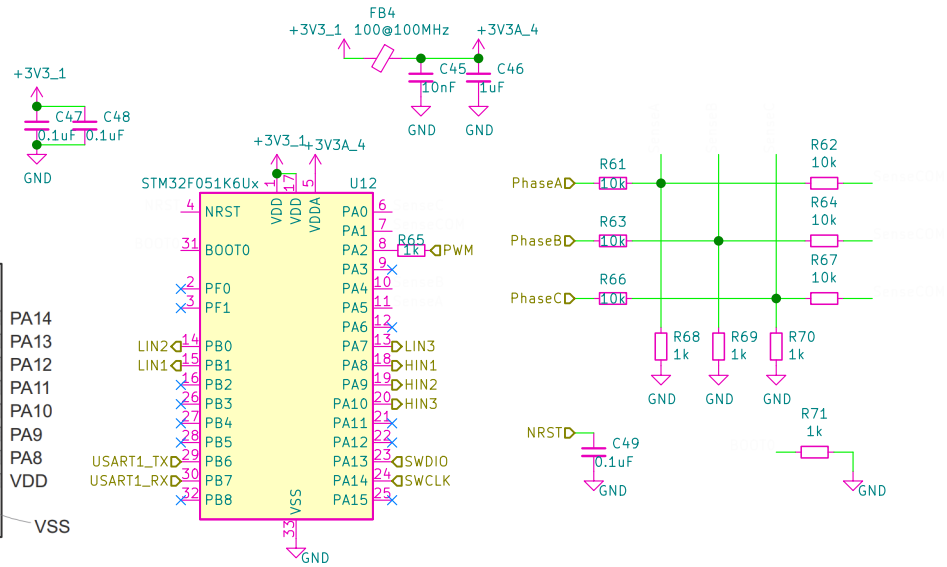 FB4
+3V3_1 100@100MHz +3V3A_4
C45 C46
10nF 1uF
GND GND
+3V3_1
C47 C48
0.1uF 0.1uF
GND
+3V3_1 +3V3A_4
STM32F051K6Ux U12
1 17 5
VDD VDD VDDA
4 NRST PA0 6
PA1 7
31 BOOT0 PA2 8 R65 1k PWM
PA3 9
2 PF0 PA4 10
3 PF1 PA5 11
PA6 12
LIN2 14 PB0 PA7 13 LIN3
LIN1 15 PB1 PA8 18 HIN1
16 PB2 PA9 19 HIN2
26 PB3 PA10 20 HIN3
27 PB4 PA11 21
28 PB5 PA12 22
USART1_TX 29 PB6 PA13 23 SWDIO
USART1_RX 30 PB7 PA14 24 SWCLK
32 PB8 PA15 25
VSS
33
GND
PA14
PA13
PA12
PA11
PA10
PA9
PA8
VDD
VSS
R61 R62
PhaseA 10k 10k
R63 R64
PhaseB 10k 10k
R66 R67
PhaseC 10k 10k
R68 R69 R70
1k 1k 1k
GND GND GND
NRST
C49
0.1uF
GND
R71
1k
GND